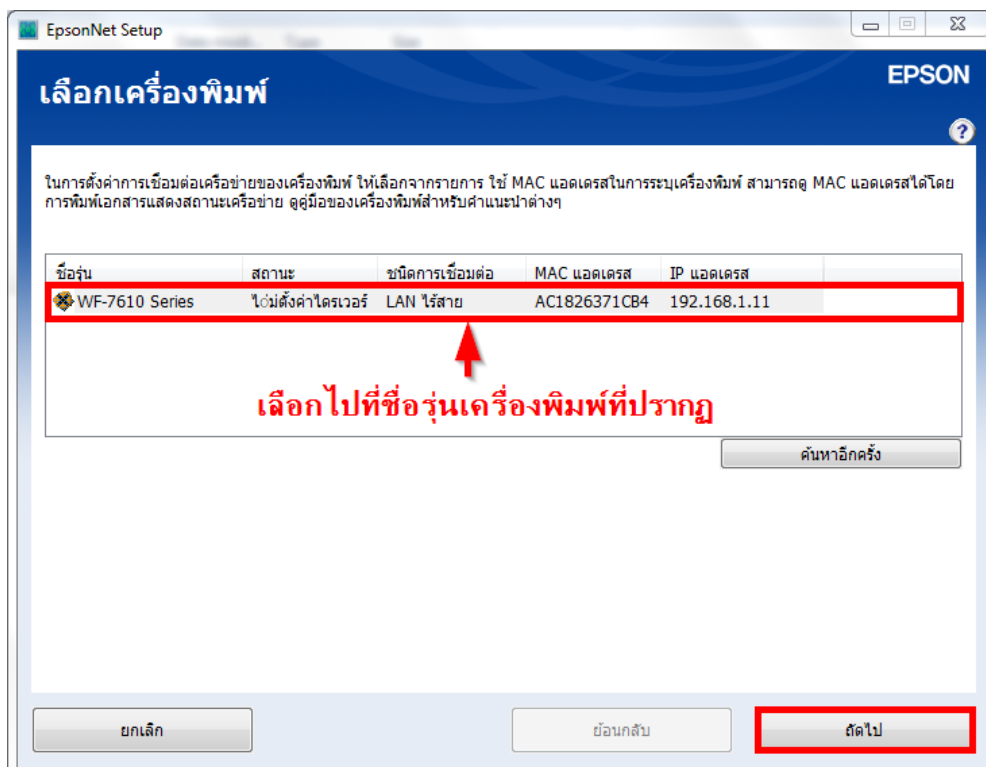 EpsonNet Setup
EPSON
เลือกเครื่องพิมพ์
?
ในการตั้งค่าการเชื่อมต่อเครือข่ายของเครื่องพิมพ์ ให้เลือกจากรายการ ใช้ MAC แอดเดรสในการระบุเครื่องพิมพ์ สามารถดู MAC แอดเดรสได้โดย
การพิมพ์เอกสารแสดงสถานะเครือข่าย ดูคู่มือของเครื่องพิมพ์สำหรับคำแนะนำต่างๆ
ชื่อรุ่น สถานะ ชนิดการเชื่อมต่อ MAC แอดเดรส IP แอดเดรส
WF-7610 Series ไ่ม่ตั้งค่าไดรเวอร์ LAN ไร้สาย AC1826371CB4 192.168.1.11
เลือกไปที่ชื่อรุ่นเครื่องพิมพ์ที่ปรากฏ
ค้นหาอีกครั้ง
ยกเลิก ย้อนกลับ ถัดไป